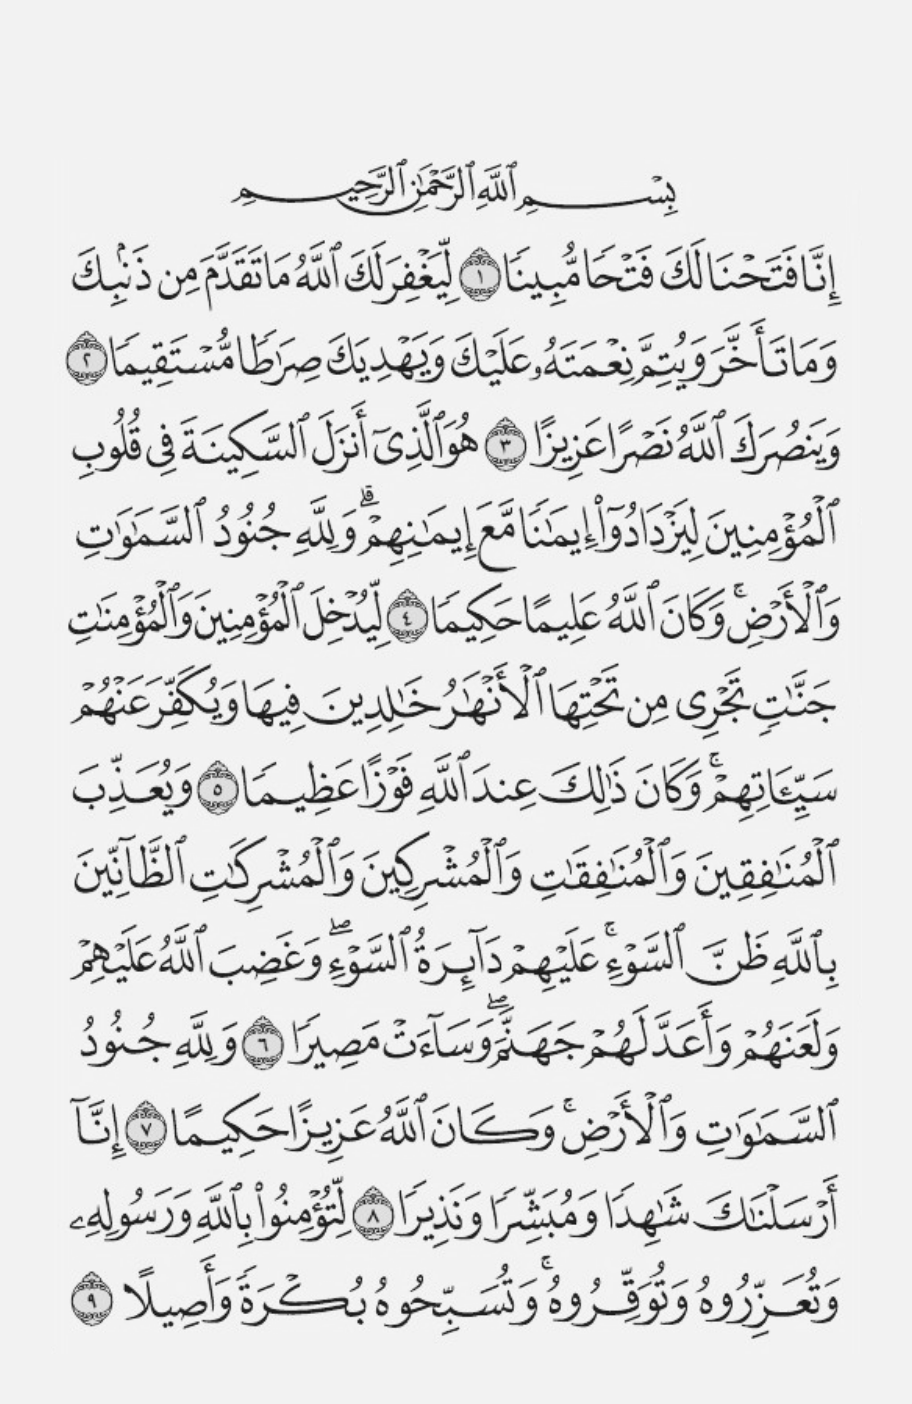 بِسْمِ ٱللَّهِ ٱلرَّحْمَٰنِ ٱلرَّحِيمِ
إِنَّا فَتَحْنَا لَكَ فَتْحًا مُّبِينًا ١ لِّيَغْفِرَ لَكَ ٱللَّهُ مَا تَقَدَّمَ مِن ذَنۢبِكَ
وَمَا تَأَخَّرَ وَيُتِمَّ نِعْمَتَهُۥ عَلَيْكَ وَيَهْدِيَكَ صِرَٰطًا مُّسْتَقِيمًا ٢
وَيَنصُرَكَ ٱللَّهُ نَصْرًا عَزِيزًا ٣ هُوَ ٱلَّذِىٓ أَنزَلَ ٱلسَّكِينَةَ فِى قُلُوبِ
ٱلْمُؤْمِنِينَ لِيَزْدَادُوٓا۟ إِيمَٰنًا مَّعَ إِيمَٰنِهِمْ ۗ وَلِلَّهِ جُنُودُ ٱلسَّمَٰوَٰتِ
وَٱلْأَرْضِ ۚ وَكَانَ ٱللَّهُ عَلِيمًا حَكِيمًا ٤ لِّيُدْخِلَ ٱلْمُؤْمِنِينَ وَٱلْمُؤْمِنَٰتِ
جَنَّٰتٍ تَجْرِى مِن تَحْتِهَا ٱلْأَنْهَٰرُ خَٰلِدِينَ فِيهَا وَيُكَفِّرَ عَنْهُمْ
سَيِّـَٔاتِهِمْ ۚ وَكَانَ ذَٰلِكَ عِندَ ٱللَّهِ فَوْزًا عَظِيمًا ٥ وَيُعَذِّبَ
ٱلْمُنَٰفِقِينَ وَٱلْمُنَٰفِقَٰتِ وَٱلْمُشْرِكِينَ وَٱلْمُشْرِكَٰتِ ٱلظَّآنِّينَ
بِٱللَّهِ ظَنَّ ٱلسَّوْءِ ۚ عَلَيْهِمْ دَآئِرَةُ ٱلسَّوْءِ ۖ وَغَضِبَ ٱللَّهُ عَلَيْهِمْ
وَلَعَنَهُمْ وَأَعَدَّ لَهُمْ جَهَنَّمَ ۖ وَسَآءَتْ مَصِيرًا ٦ وَلِلَّهِ جُنُودُ
ٱلسَّمَٰوَٰتِ وَٱلْأَرْضِ ۚ وَكَانَ ٱللَّهُ عَزِيزًا حَكِيمًا ٧ إِنَّآ
أَرْسَلْنَٰكَ شَٰهِدًا وَمُبَشِّرًا وَنَذِيرًا ٨ لِّتُؤْمِنُوا۟ بِٱللَّهِ وَرَسُولِهِۦ
وَتُعَزِّرُوهُ وَتُوَقِّرُوهُ ۚ وَتُسَبِّحُوهُ بُكْرَةً وَأَصِيلًا ٩